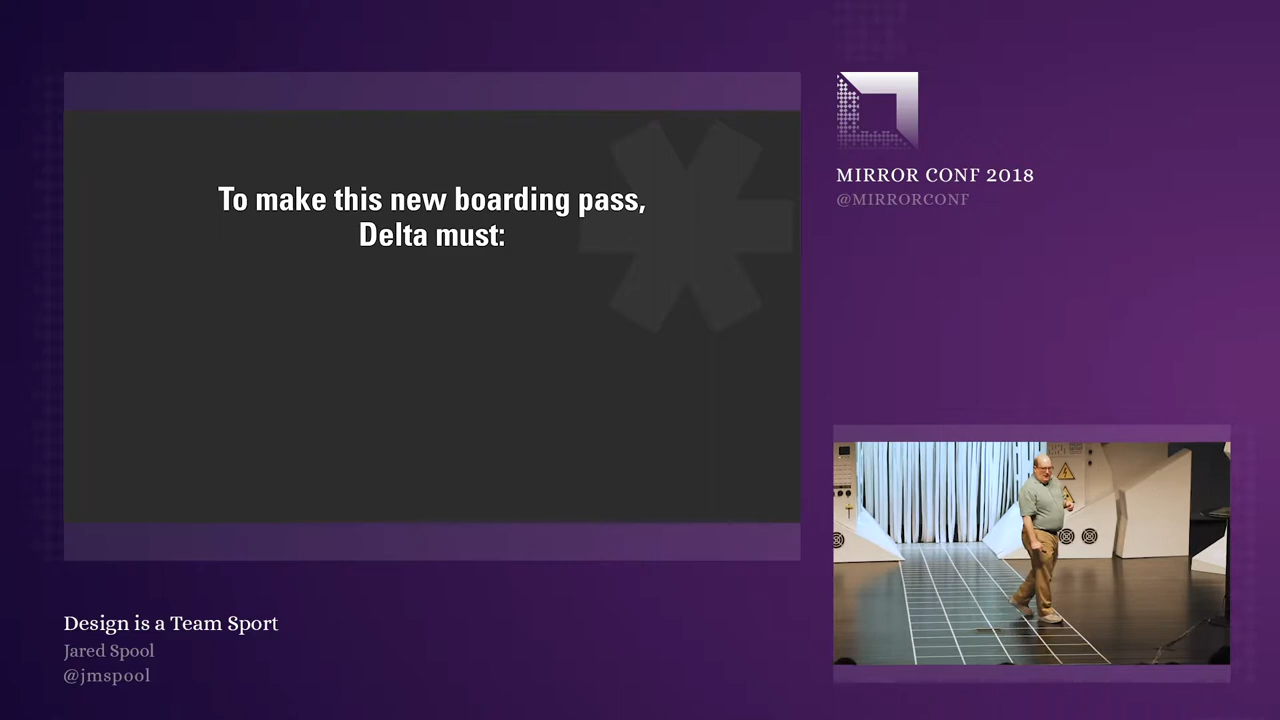 To make this new boarding pass,
Delta must:
MIRROR CONF 2018
@MIRRORCONF
Design is a Team Sport
Jared Spool
@jmspool